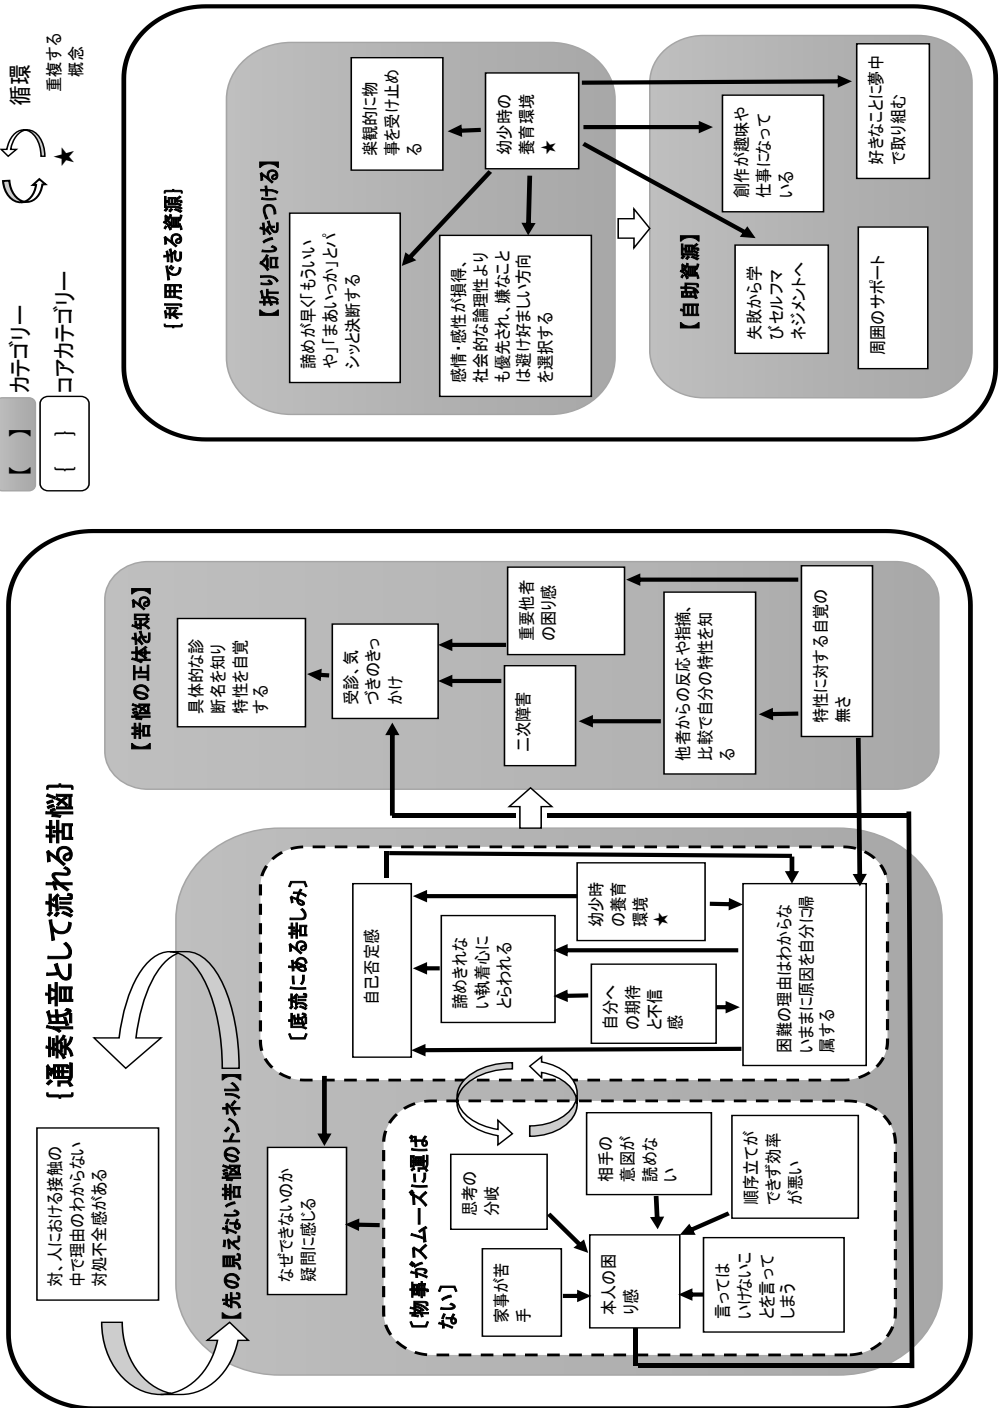 {通奏低音として流れる苦悩}
対、人における接触の
中で理由のわからない
対処不全感がある
【先の見えない苦悩のトンネル】
なぜできないのか
疑問に感じる
［物事がスムーズに運ば
ない］
家事が苦
手
思考の
分岐
本人の困
り感
相手の
意図が
読めな
い
言っては
いけないこ
とを言って
しまう
順序立てが
できず効率
が悪い
［底流にある苦しみ］
自己否定感
諦めきれな
い執着心に
とらわれる
自分へ
の期待
と不信
感
幼少時
の養育
環境
★
困難の理由はわからな
いままに原因を自分に帰
属する
【苦悩の正体を知る】
具体的な診
断名を知り
特性を自覚
する
受診、気
づきのきっ
かけ
二次障害
重要他者
の困り感
他者からの反応や指摘、
比較で自分の特性を知
る
特性に対する自覚の
無さ
【　】
カテゴリー
循環
{　}
コアカテゴリー
★
重複する
概念
{利用できる資源}
【折り合いをつける】
諦めが早く「もういい
や」「まあいっか」とバ
シッと決断する
楽観的に物
事を受け止め
る
感情・感性が損得、
社会的な論理性より
も優先され、嫌なこと
は避け好ましい方向
を選択する
幼少時の
養育環境
★
【自助資源】
失敗から学
びセルフマ
ネジメントへ
創作が趣味や
仕事になって
いる
周囲のサポート
好きなことに夢中
で取り組む